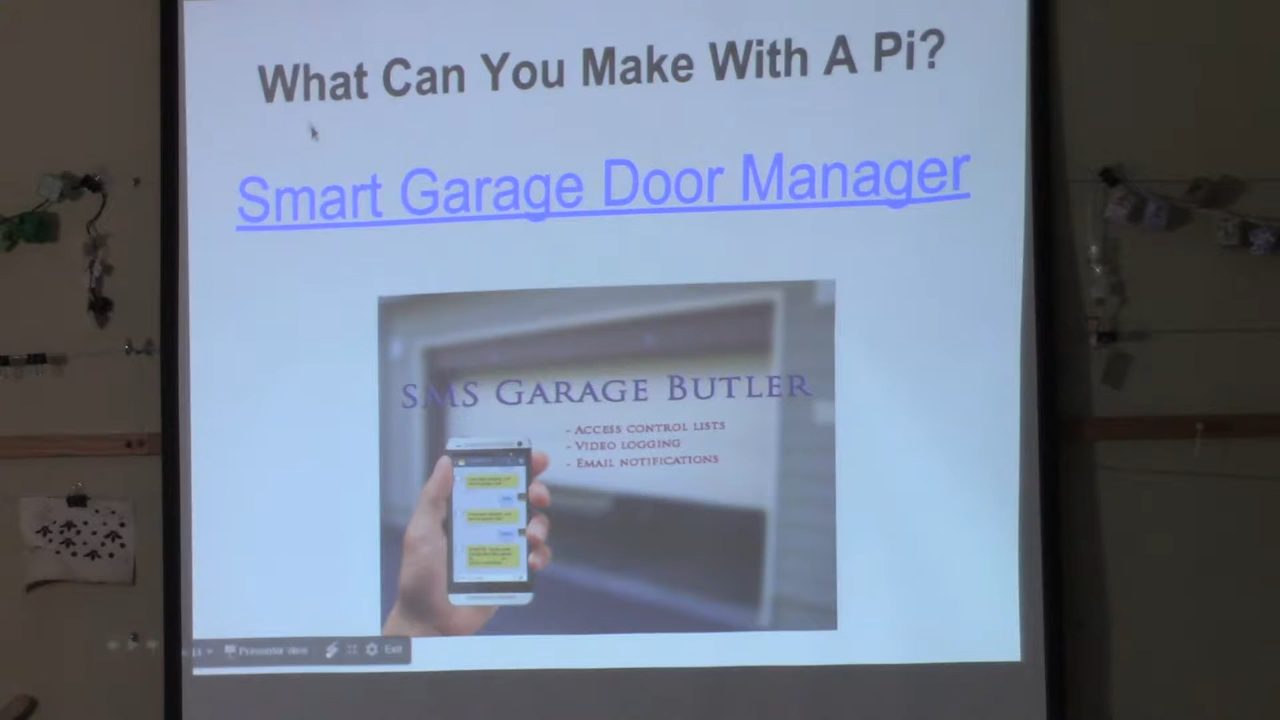 What Can You Make With A Pi?
Smart Garage Door Manager
SMS GARAGE BUTLER
- ACCESS CONTROL LISTS
- VIDEO LOGGING
- EMAIL NOTIFICATIONS
Presenter view Exit